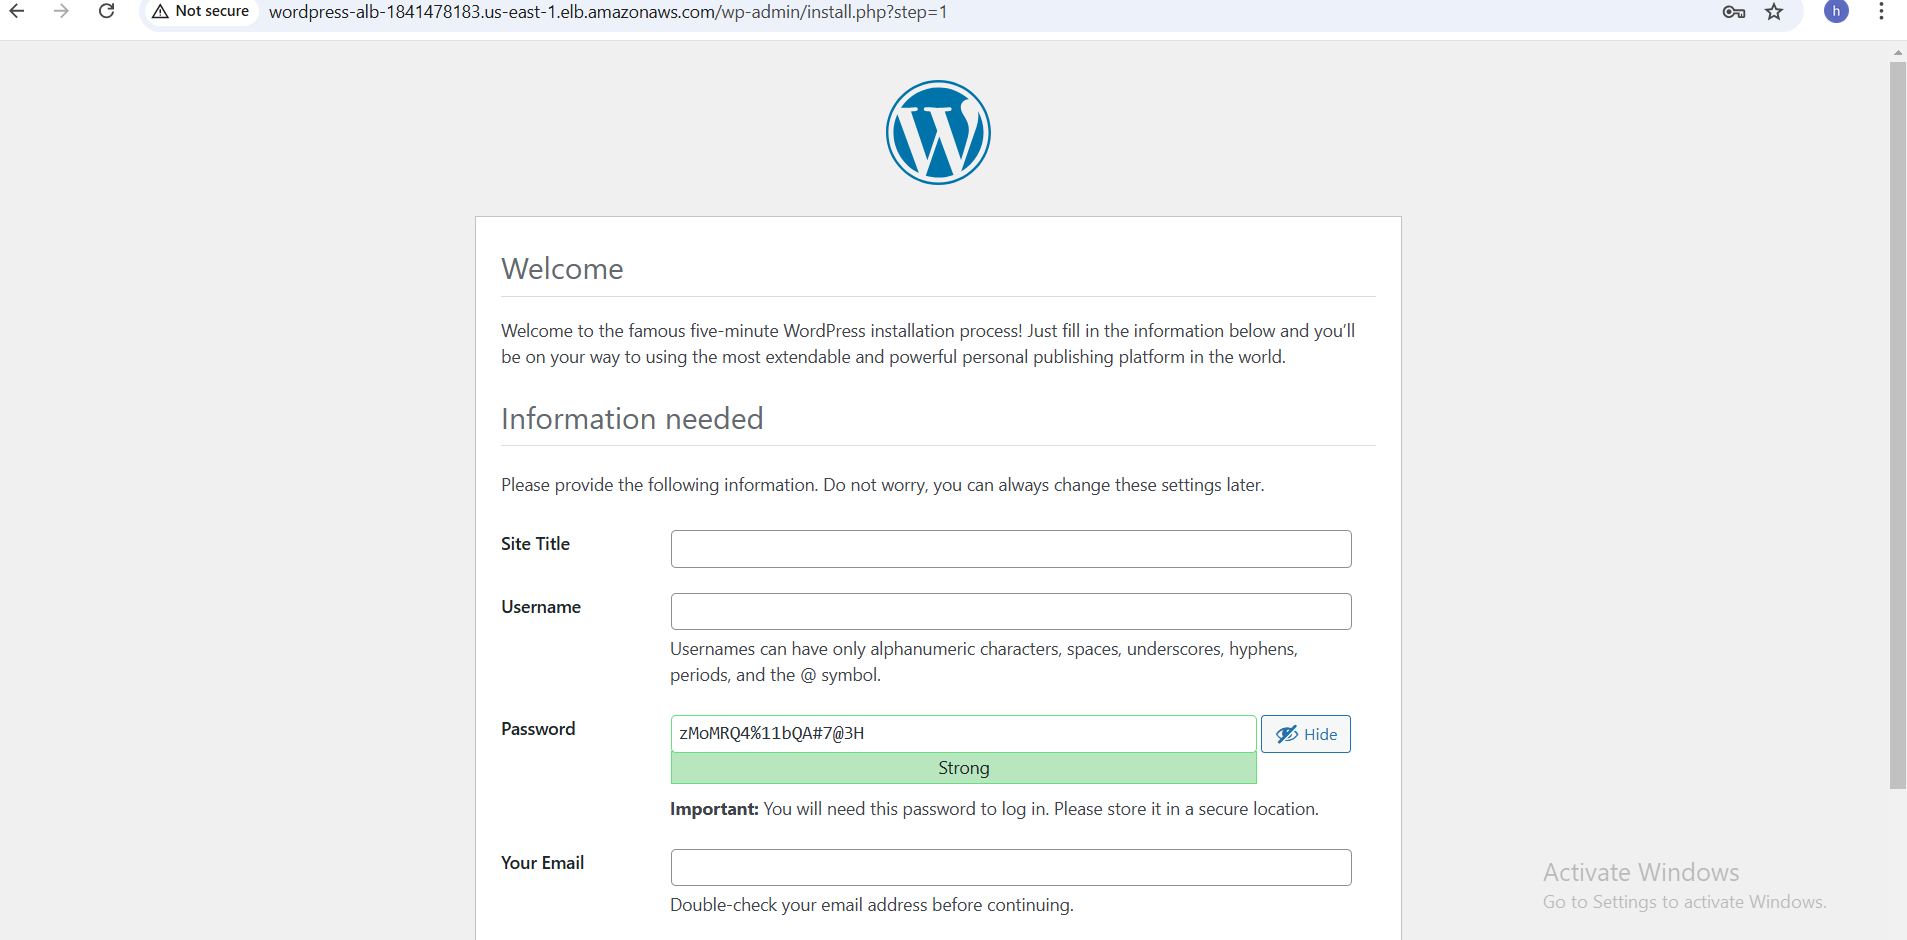 Not secure wordpress-alb-1841478183.us-east-1.elb.amazonaws.com/wp-admin/install.php?step=1
h
W
Welcome
Welcome to the famous five-minute WordPress installation process! Just fill in the information below and you’ll
be on your way to using the most extendable and powerful personal publishing platform in the world.
Information needed
Please provide the following information. Do not worry, you can always change these settings later.
Site Title
Username
Usernames can have only alphanumeric characters, spaces, underscores, hyphens,
periods, and the @ symbol.
Password zMoMRQ4%11bQA#7@3H Hide
Strong
Important: You will need this password to log in. Please store it in a secure location.
Your Email
Double-check your email address before continuing.
Activate Windows
Go to Settings to activate Windows.